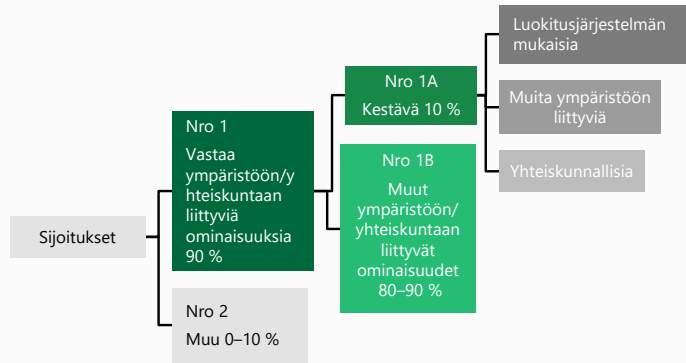 Sijoitukset
Nro 1
Vastaa
ympäristöön/y
hteiskuntaan
liittyviä
ominaisuuksia
90 %
Nro 2
Muu 0–10 %
Nro 1A
Kestävä 10 %
Nro 1B
Muut
ympäristöön/
yhteiskuntaan
liittyvät
ominaisuudet
80–90 %
Luokitusjärjestelmän
mukaisia
Muita ympäristöön
liittyviä
Yhteiskunnallisia